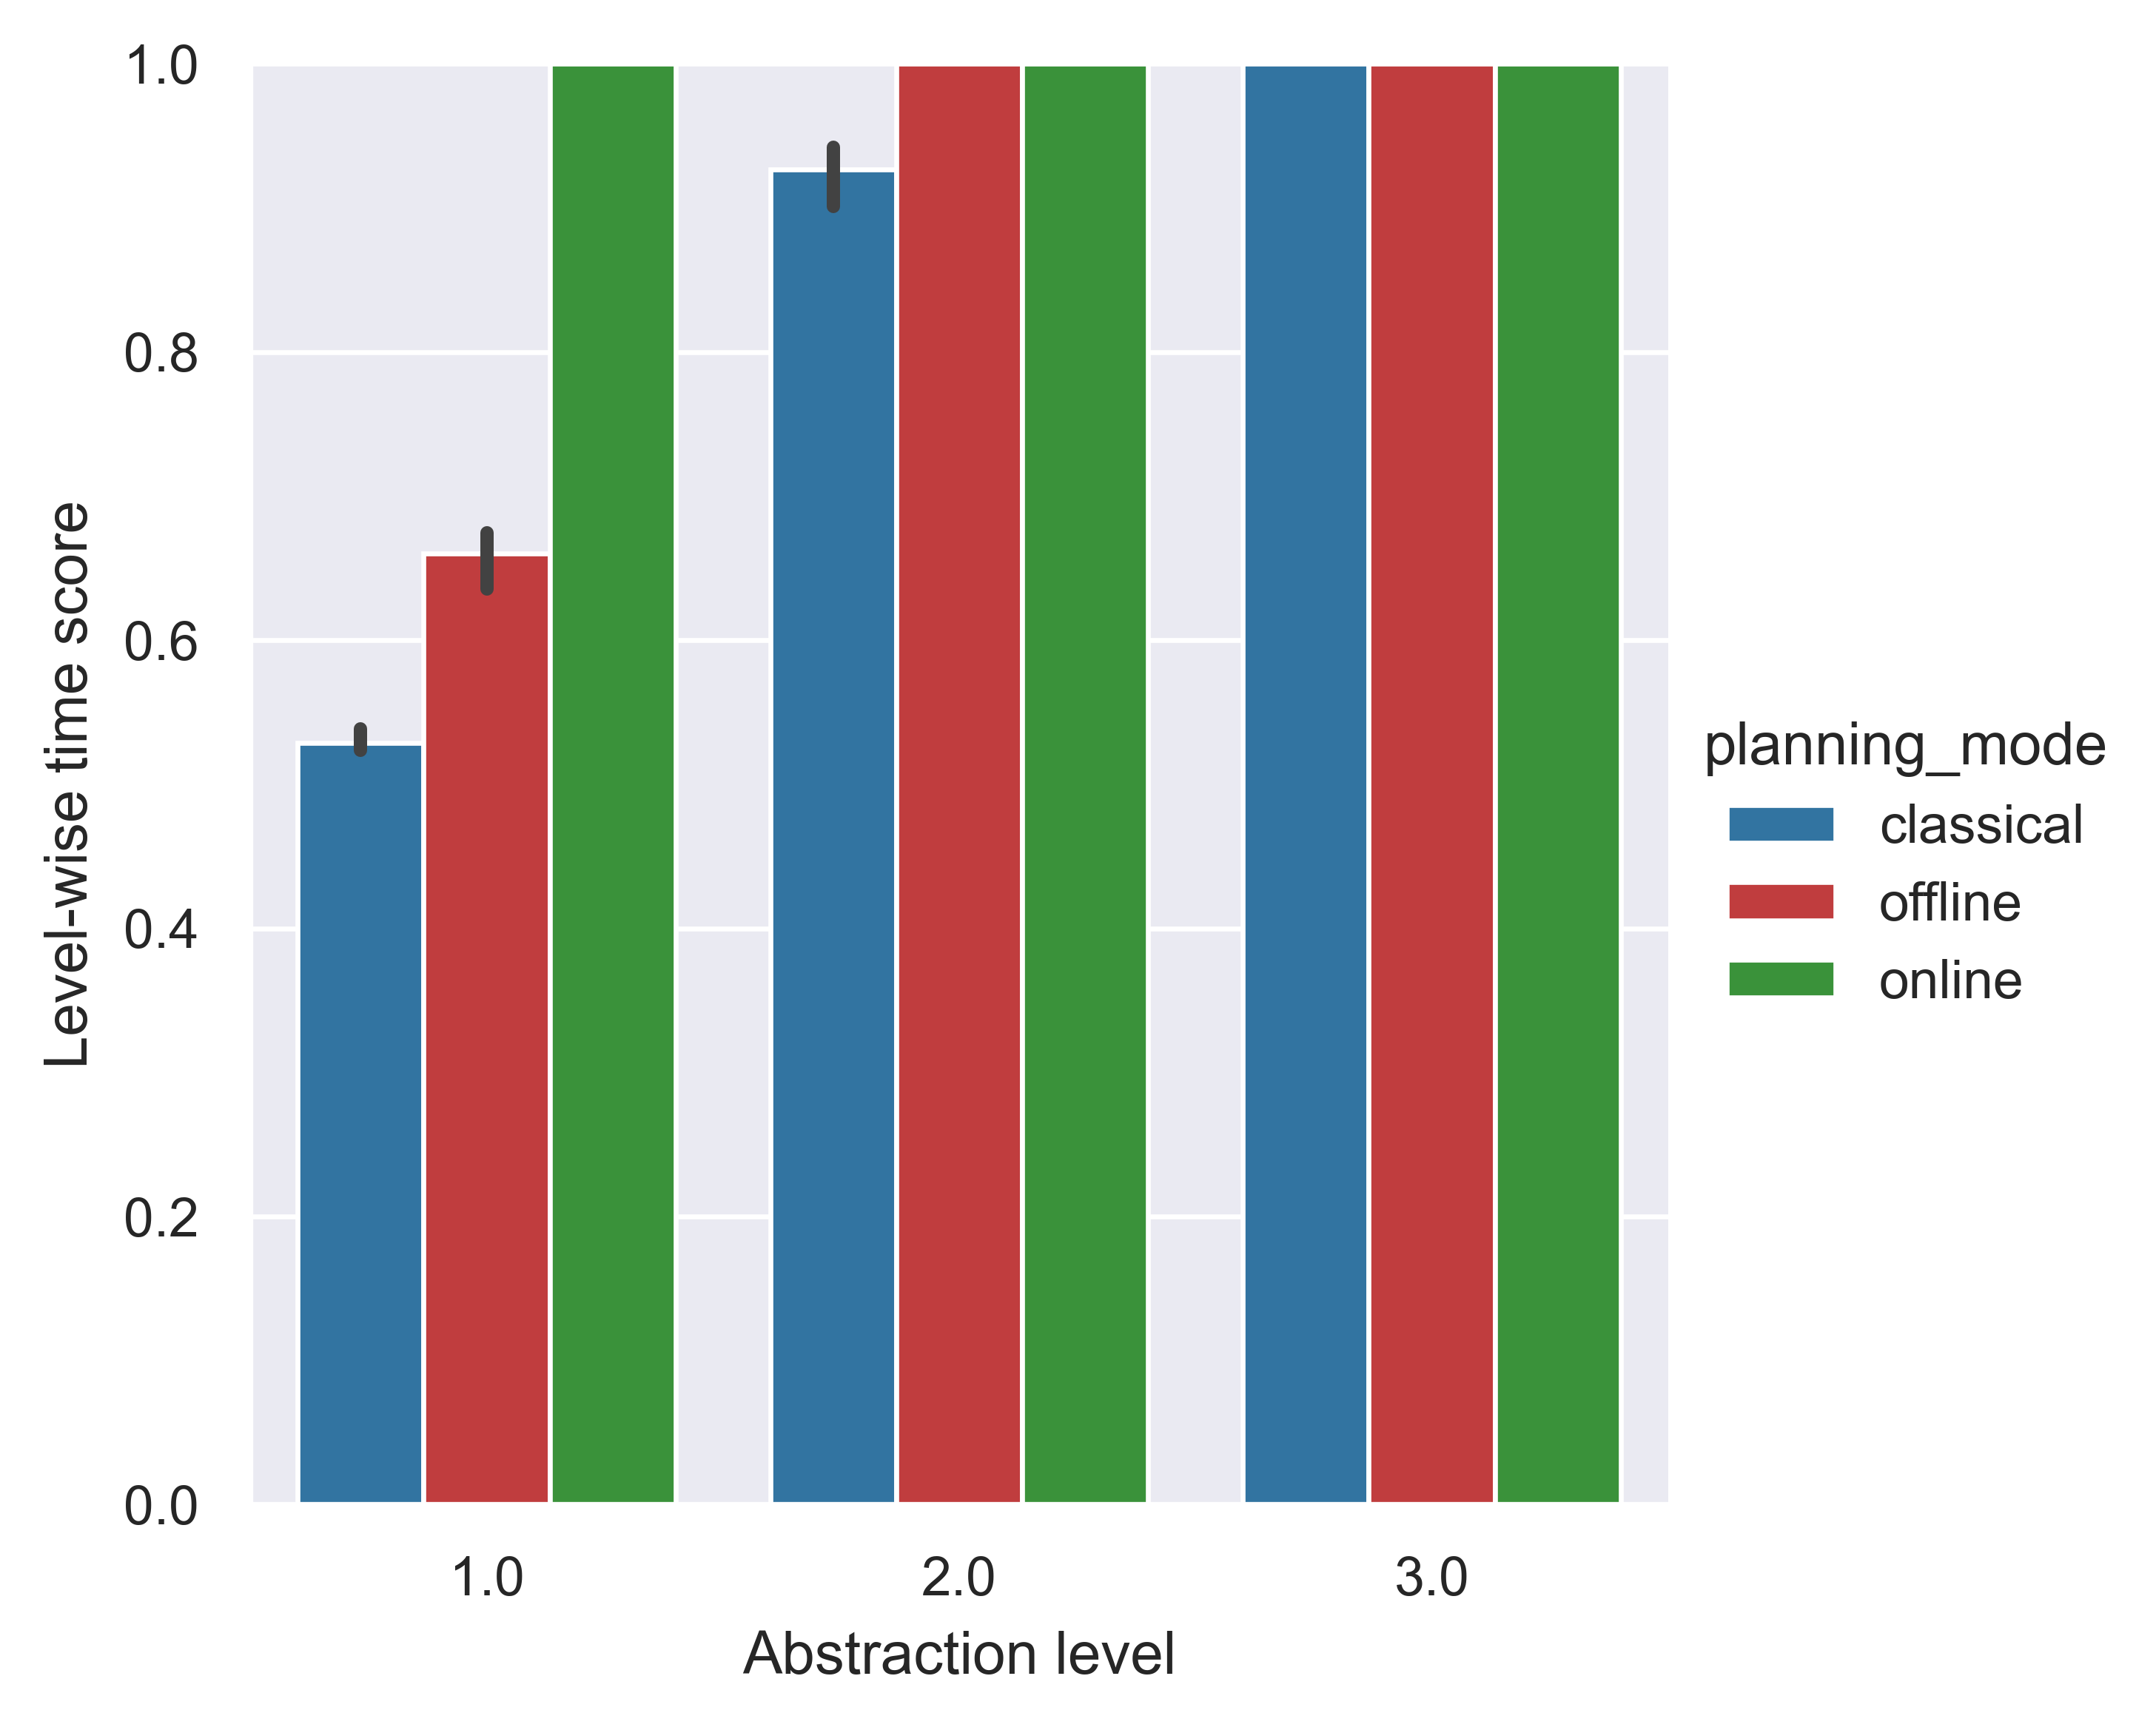 1.0
0.8
0.6
0.4
0.2
0.0
Level-wise time score
1.0 2.0 3.0
Abstraction level
planning_mode
classical
offline
online